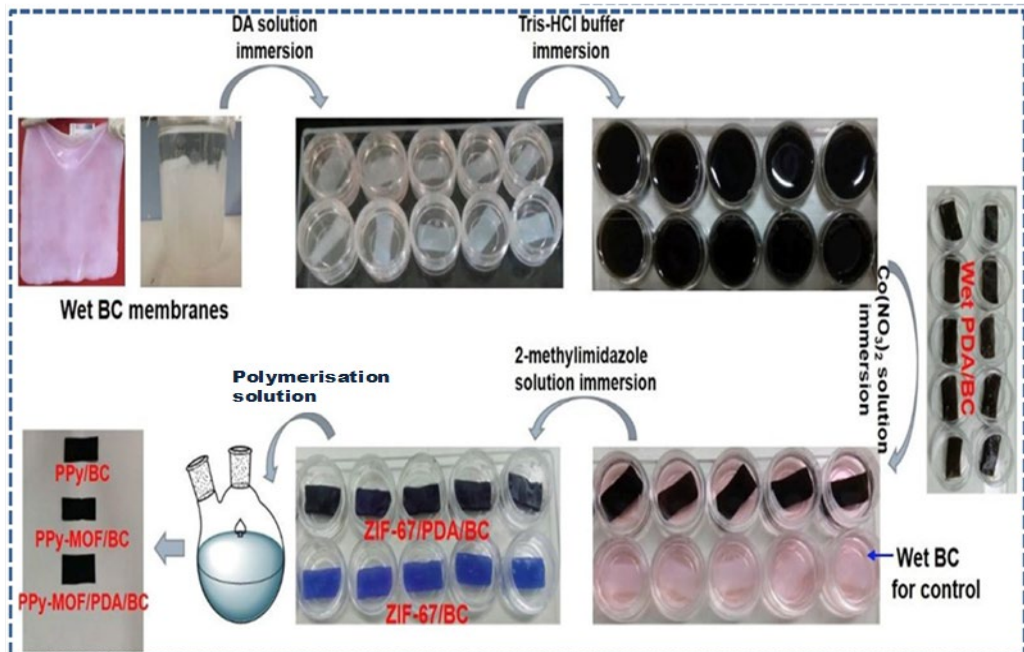 DA solution
immersion
Tris-HCl buffer
immersion
Wet BC membranes
Co(NO₃)₂ solution
immersion
Wet PDA/BC
2-methylimidazole
solution immersion
Polymerisation
solution
Wet BC
for control
ZIF-67/PDA/BC
ZIF-67/BC
PPy/BC
PPy-MOF/BC
PPy-MOF/PDA/BC